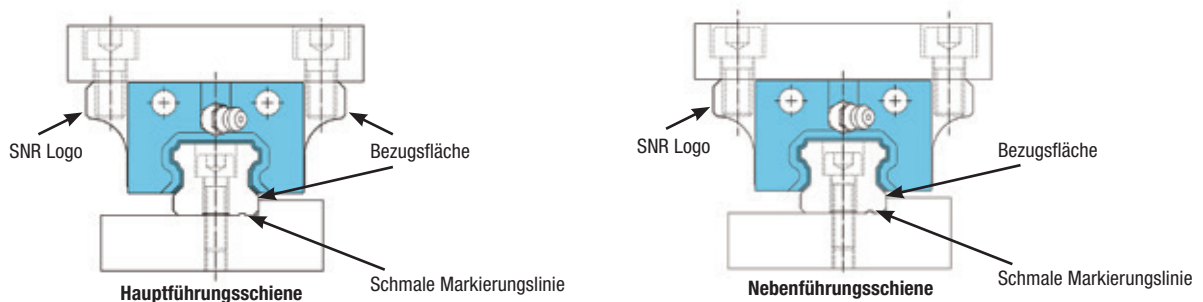 SNR Logo
Bezugsfläche
Schmale Markierungslinie
Hauptführungsschiene
SNR Logo
Bezugsfläche
Schmale Markierungslinie
Nebenführungsschiene